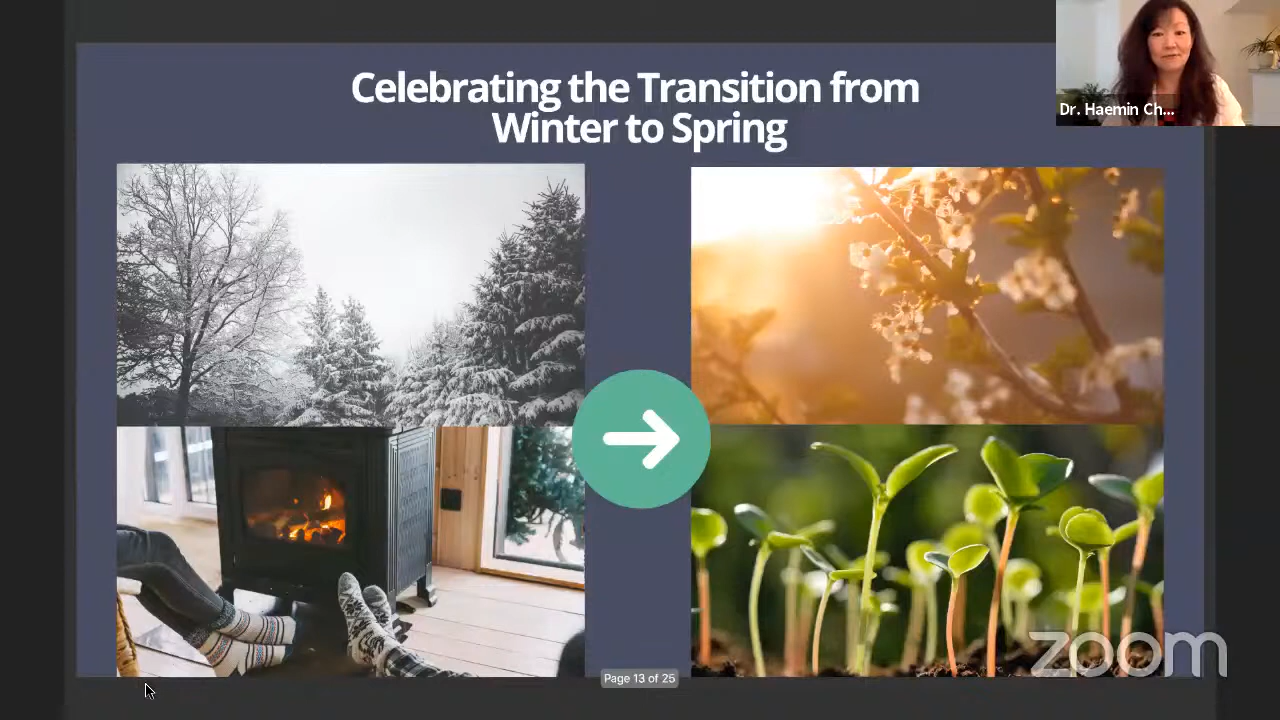 Celebrating the Transition from
Winter to Spring
Dr. Haemin Ch...
Page 13 of 25
zoom